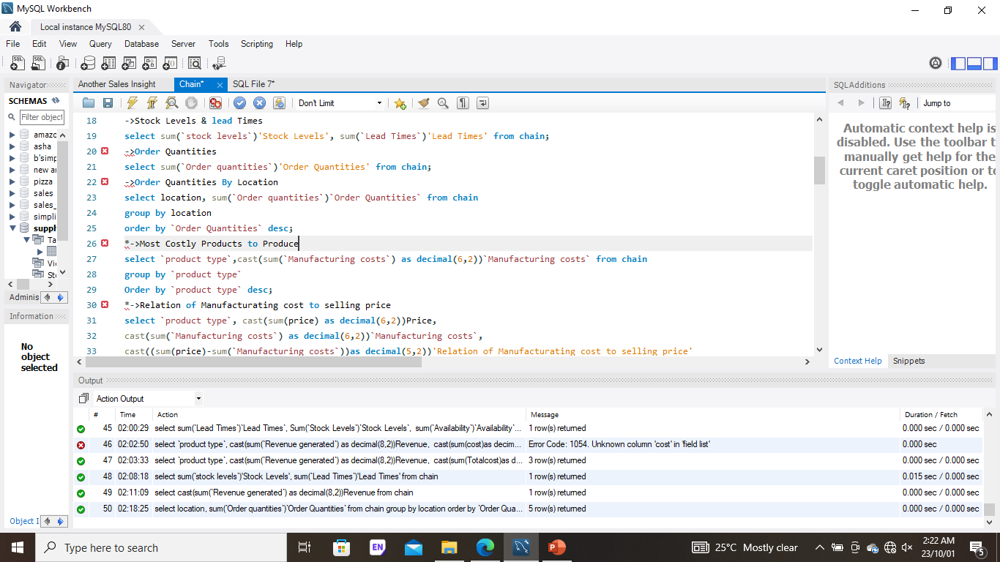 MySQL Workbench
Local instance MySQL80
File Edit View Query Database Server Tools Scripting Help
Navigator
SCHEMAS
Filter object
amazo
asha
b'simp
new ar
pizza
sales
sales_
simpli
suppl
Ta
Vi
St
Adminis
Information
No
object
selected
Object I
Another Sales Insight Chain* SQL File 7*
Don't Limit
18 ->Stock Levels & lead Times
19 select sum(`stock levels`)'Stock Levels', sum(`Lead Times`)'Lead Times' from chain;
20 ->Order Quantities
21 select sum(`Order quantities`)'Order Quantities' from chain;
22 ->Order Quantities By Location
23 select location, sum(`Order quantities`)`Order Quantities` from chain
24 group by location
25 order by `Order Quantities` desc;
26 *->Most Costly Products to Produce
27 select `product type`,cast(sum(`Manufacturing costs`) as decimal(6,2))`Manufacturing costs` from chain
28 group by `product type`
29 Order by `product type` desc;
30 *->Relation of Manufacturating cost to selling price
31 select `product type`, cast(sum(price) as decimal(6,2))Price,
32 cast(sum(`Manufacturing costs`) as decimal(6,2))`Manufacturing costs`,
33 cast((sum(price)-sum(`Manufacturing costs`))as decimal(5,2))'Relation of Manufacturating cost to selling price'
SQLAdditions
Jump to
Automatic context help is
disabled. Use the toolbar t
manually get help for the
current caret position or to
toggle automatic help.
Context Help Snippets
Output
Action Output
# Time Action Message Duration / Fetch
45 02:00:29 select sum(`Lead Times`)`Lead Times`, Sum(`Stock Levels`)`Stock Levels`, sum(`Availability`)`Availability`... 1 row(s) returned 0.000 sec / 0.000 sec
46 02:02:50 select `product type`, cast(sum(`Revenue generated`) as decimal(8,2))Revenue, cast(sum(cost)as decim... Error Code: 1054. Unknown column 'cost' in 'field list' 0.000 sec
47 02:03:33 select `product type`, cast(sum(`Revenue generated`) as decimal(8,2))Revenue, cast(sum(Totalcost)as d... 3 row(s) returned 0.000 sec / 0.000 sec
48 02:08:18 select sum(`stock levels`)'Stock Levels', sum(`Lead Times`)'Lead Times' from chain 1 row(s) returned 0.015 sec / 0.000 sec
49 02:11:09 select cast(sum(`Revenue generated`) as decimal(8,2))Revenue from chain 1 row(s) returned 0.000 sec / 0.000 sec
50 02:18:25 select location, sum(`Order quantities`)`Order Quantities` from chain group by location order by `Order Qua... 5 row(s) returned 0.000 sec / 0.000 sec
Type here to search
EN
25°C Mostly clear
2:22 AM
23/10/01
5